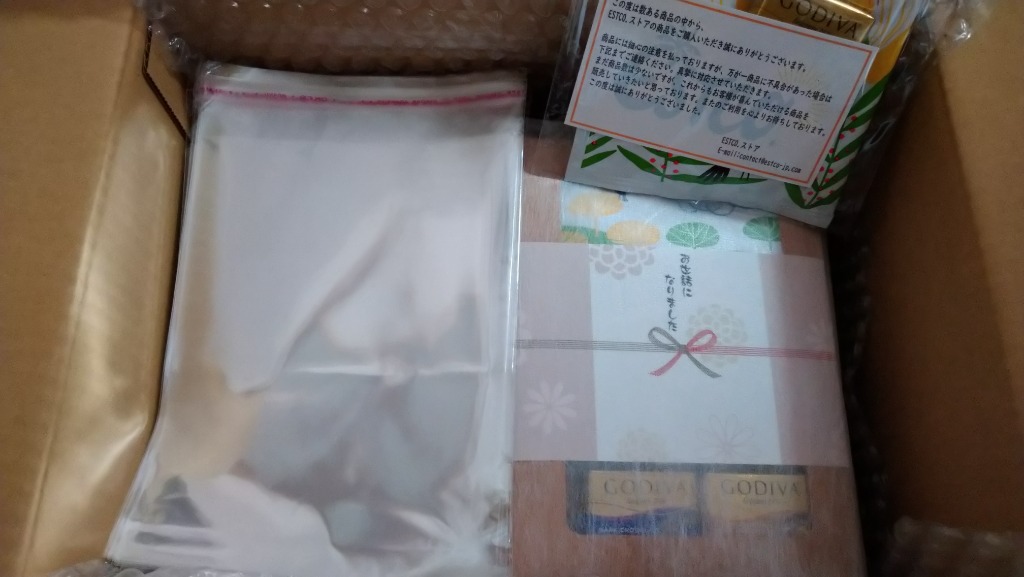 GODIVA
この度は数ある商品の中から、
ESTCO.ストアの商品をご購入いただき誠にありがとうございます。
商品には細心の注意を払っておりますが、万が一商品に不具合があった場合は
下記までご連絡ください。真摯に対応させていただきます。
まだ商品数は少ないですが、これからもお客様が喜んでいただける商品を
販売していきたいと思っております。またのご利用を心よりお待ちしております。
この度は誠にありがとうございました。
ESTCO.ストア
E-mail:contact@estco-jp.com
お世話に
なりました
GODIVA
GODIVA